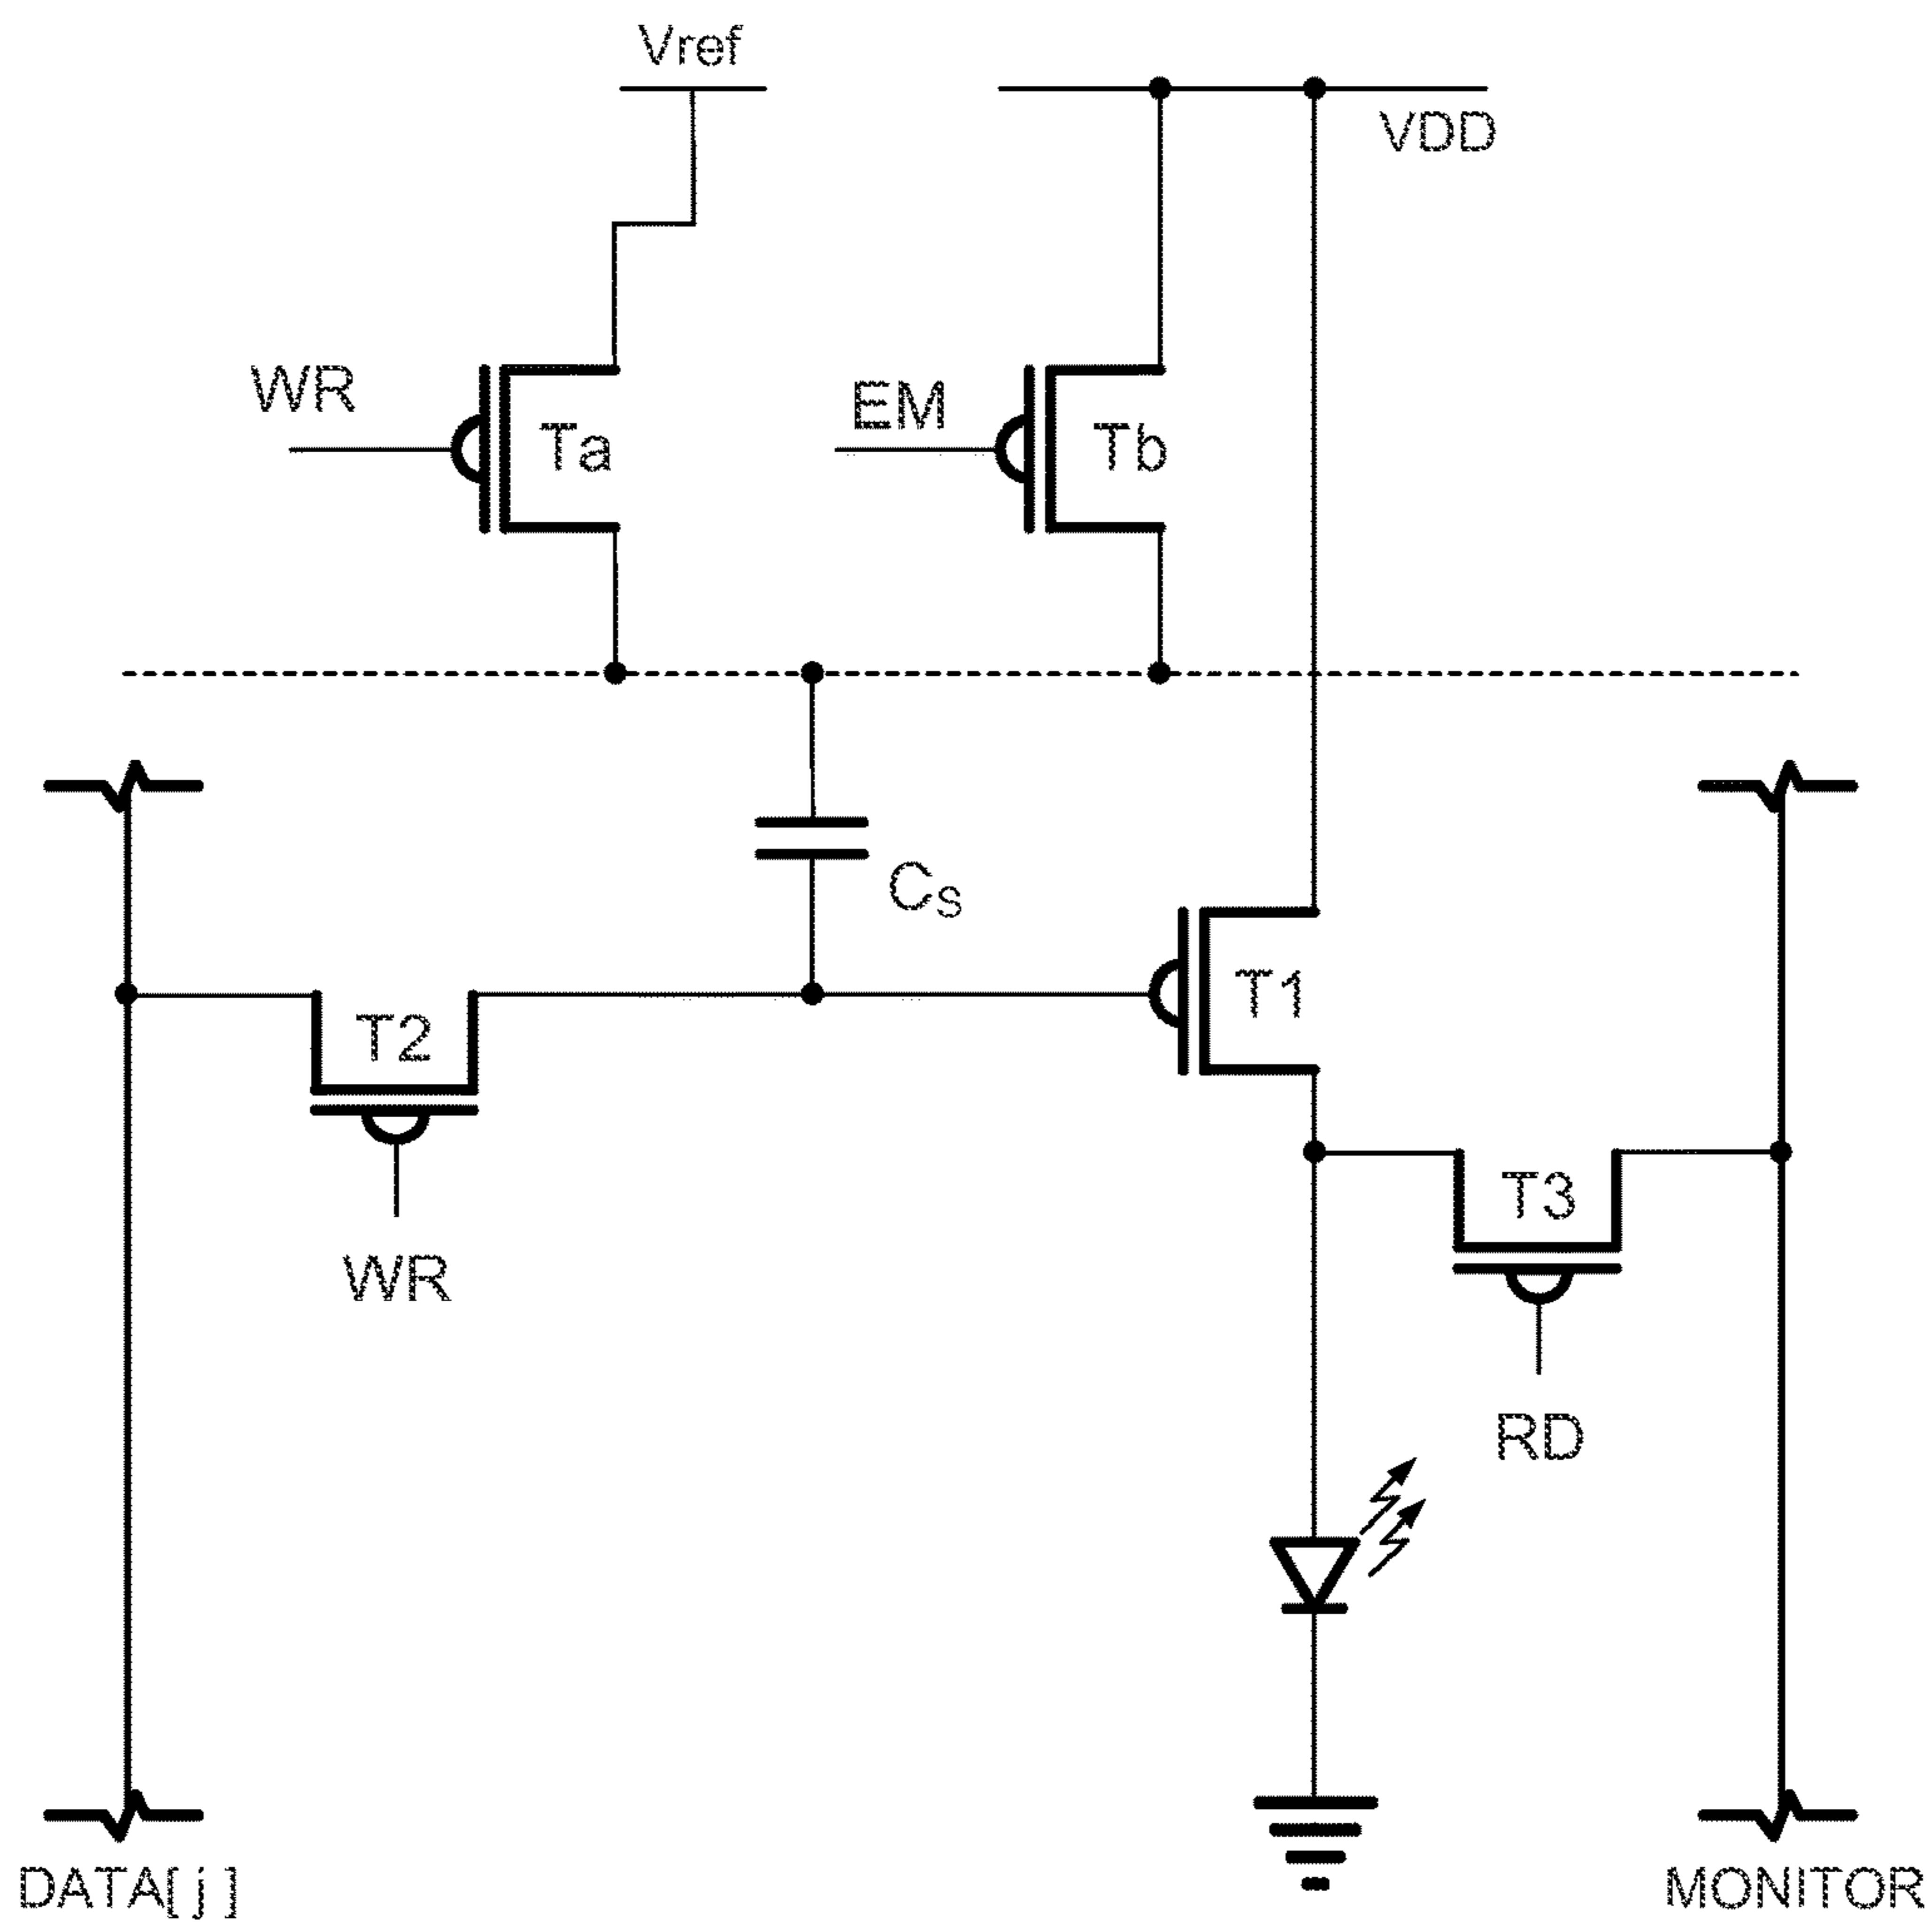 Vref
VDD
WR
EM
Ta
Tb
Cs
T1
T2
WR
T3
RD
DATA[ j ]
MONITOR